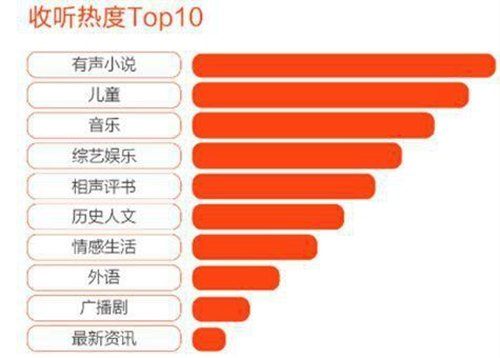 收听热度Top10
有声小说
儿童
音乐
综艺娱乐
相声评书
历史人文
情感生活
外语
广播剧
最新资讯